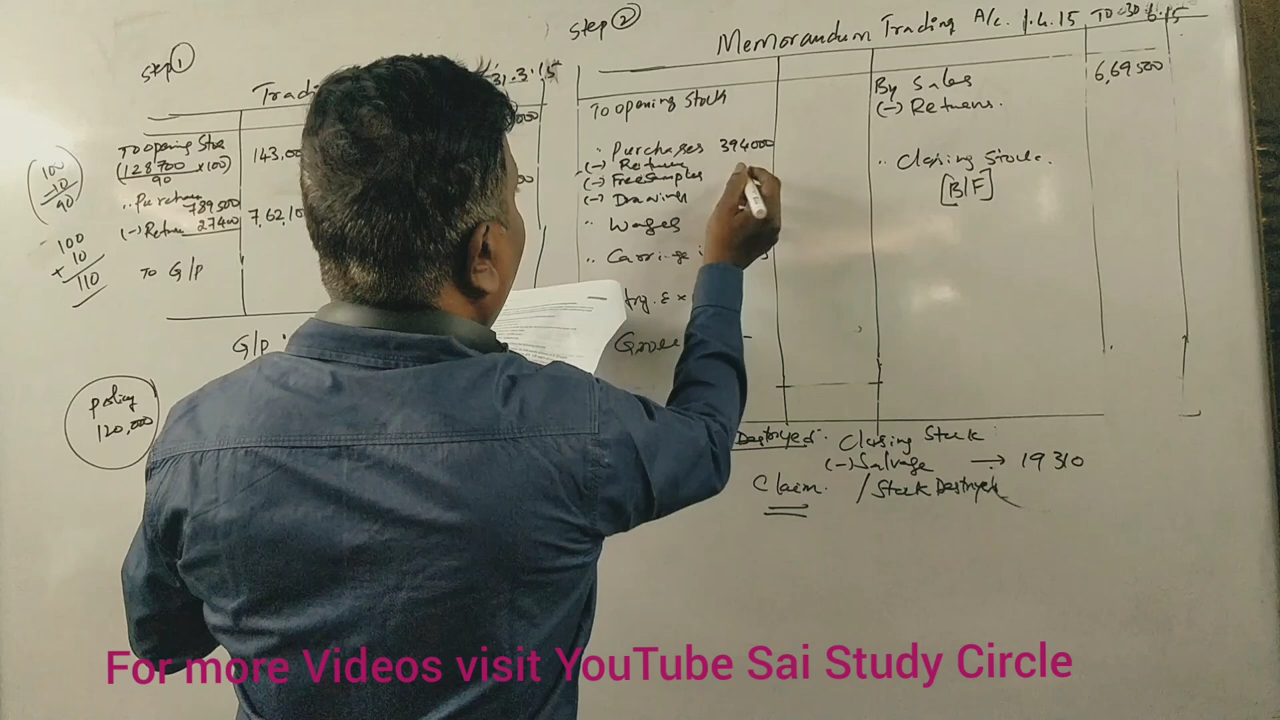 Step ①
31.3.15
To opening Stock
(128700 ×100)
90
143,00
100
10
90
" Purchases
789500
(-) Return 27400
7,62,10
100
+ 10
110
To G/P
G/P
Policy
120,000
Step ②
Memorandum Trading A/c. 1.4.15 To 30.6.15
To opening Stock
" Purchases 394000
(-) Return
(-) Free Samples
(-) Drawings
" Wages
" Carriage
By Sales 6,69,500
(-) Returns.
" Closing Stock.
[B/F]
Destroyed. Closing Stock
(-) Salvage → 19310
Claim. / Stock Destroyed
For more Videos visit YouTube Sai Study Circle